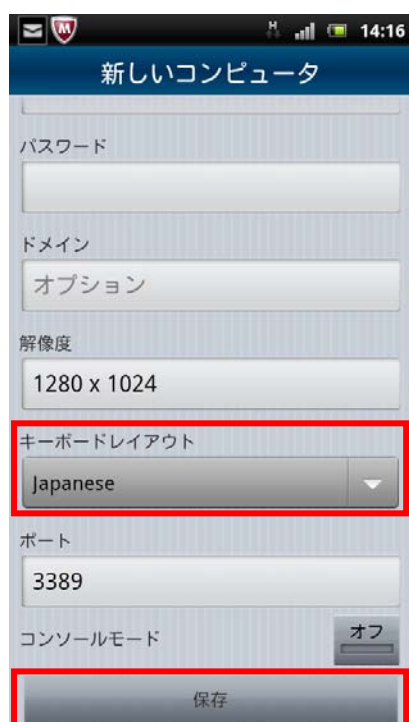 H 14:16
新しいコンピュータ
パスワード
ドメイン
オプション
解像度
1280 x 1024
キーボードレイアウト
Japanese
ポート
3389
コンソールモード
オフ
保存